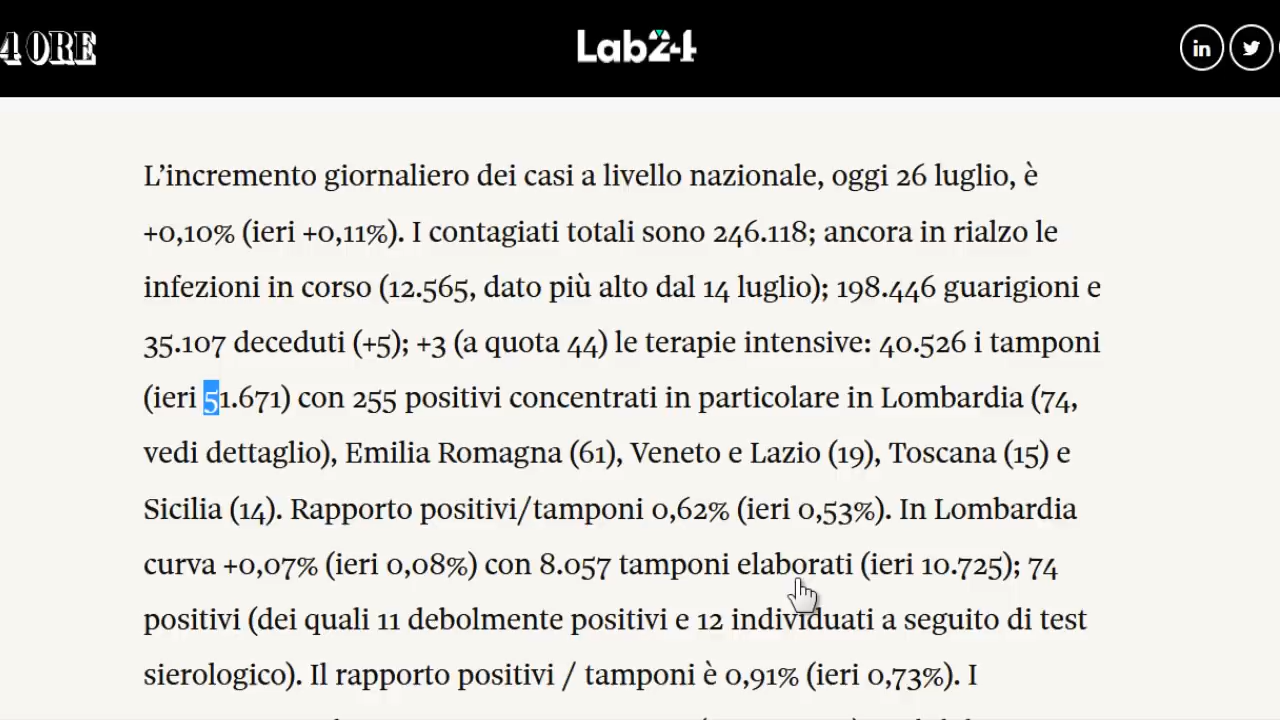 4 ORE
Lab24
in
L’incremento giornaliero dei casi a livello nazionale, oggi 26 luglio, è
+0,10% (ieri +0,11%). I contagiati totali sono 246.118; ancora in rialzo le
infezioni in corso (12.565, dato più alto dal 14 luglio); 198.446 guarigioni e
35.107 deceduti (+5); +3 (a quota 44) le terapie intensive: 40.526 i tamponi
(ieri 51.671) con 255 positivi concentrati in particolare in Lombardia (74,
vedi dettaglio), Emilia Romagna (61), Veneto e Lazio (19), Toscana (15) e
Sicilia (14). Rapporto positivi/tamponi 0,62% (ieri 0,53%). In Lombardia
curva +0,07% (ieri 0,08%) con 8.057 tamponi elaborati (ieri 10.725); 74
positivi (dei quali 11 debolmente positivi e 12 individuati a seguito di test
sierologico). Il rapporto positivi / tamponi è 0,91% (ieri 0,73%). I